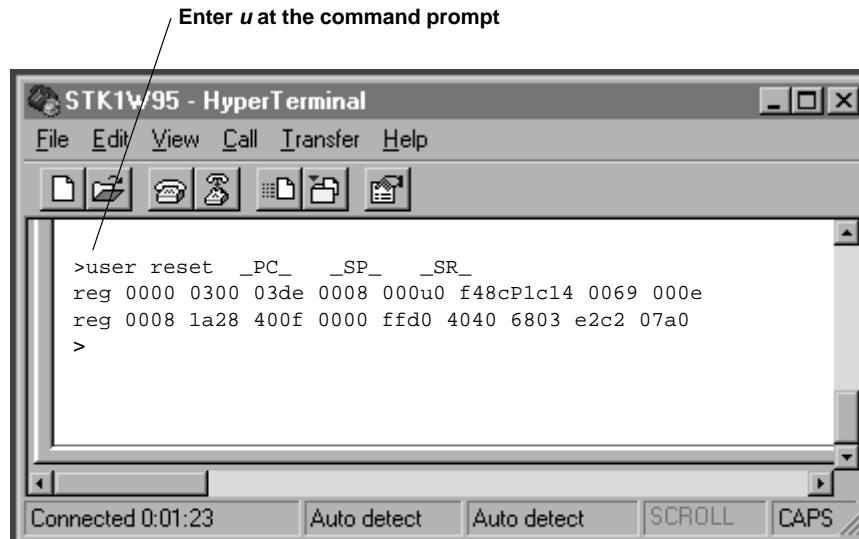 Enter u at the command prompt
STK1W95 - HyperTerminal
File Edit View Call Transfer Help
>user reset _PC_ _SP_ _SR_
reg 0000 0300 03de 0008 000u0 f48cP1c14 0069 000e
reg 0008 1a28 400f 0000 ffd0 4040 6803 e2c2 07a0
>
Connected 0:01:23 Auto detect Auto detect SCROLL CAPS